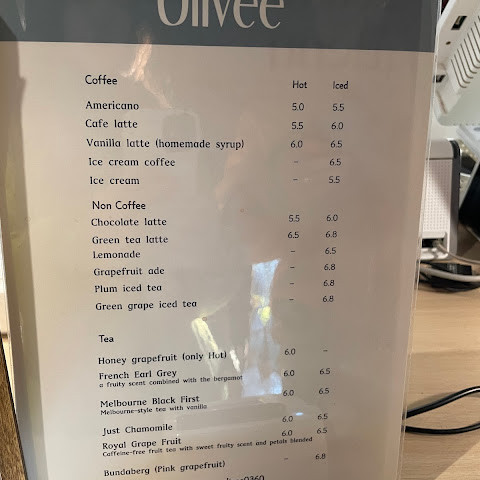 Olivee
Coffee Hot Iced
Americano 5.0 5.5
Cafe latte 5.5 6.0
Vanilla latte (homemade syrup) 6.0 6.5
Ice cream coffee - 6.5
Ice cream - 5.5
Non Coffee
Chocolate latte 5.5 6.0
Green tea latte 6.5 6.8
Lemonade - 6.5
Grapefruit ade - 6.8
Plum iced tea - 6.8
Green grape iced tea - 6.8
Tea
Honey grapefruit (only Hot) 6.0 -
French Earl Grey 6.0 6.5
a fruity scent combined with the bergamot
Melbourne Black First 6.0 6.5
Melbourne-style tea with vanilla
Just Chamomile 6.0 6.5
Royal Grape Fruit 6.0 6.5
Caffeine-free fruit tea with sweet fruity scent and petals blended
Bundaberg (Pink grapefruit) - 6.8